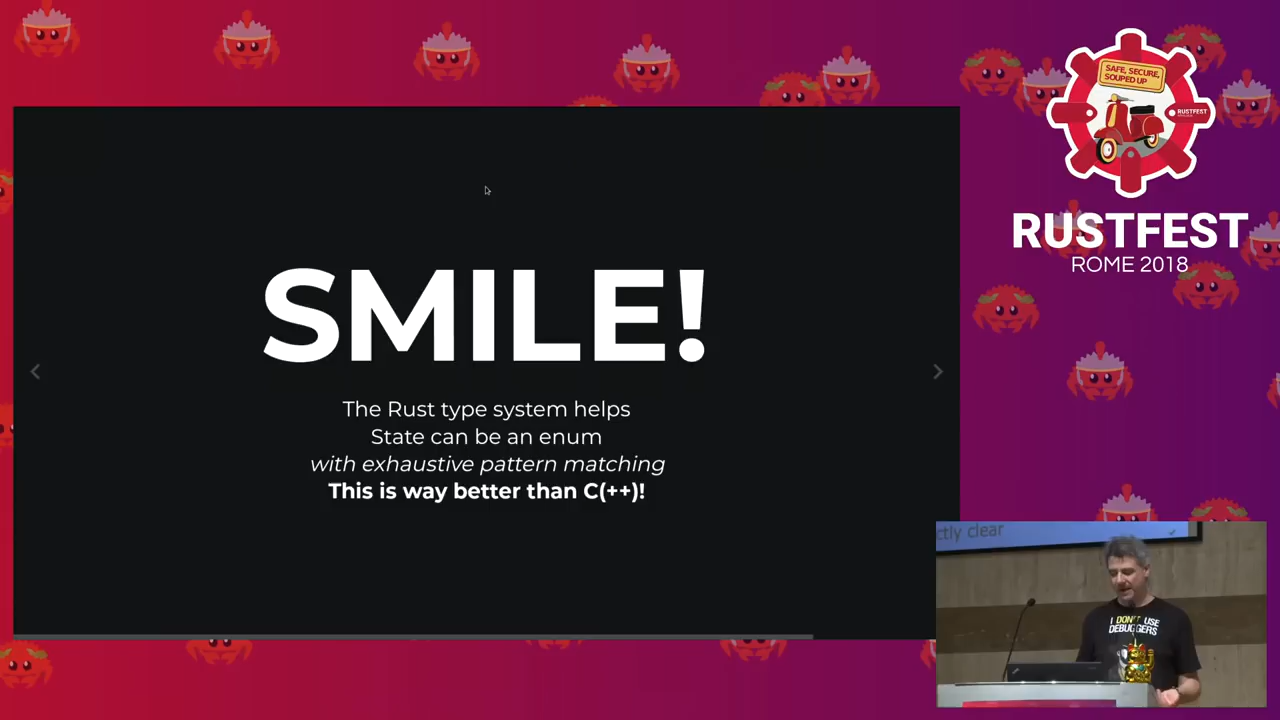 SMILE!
The Rust type system helps
State can be an enum
with exhaustive pattern matching
This is way better than C(++)!
SAFE, SECURE,
SOUPED UP
RUSTFEST
RUSTFEST
ROME 2018
ctly clear
I DON'T USE
DEBUGGERS